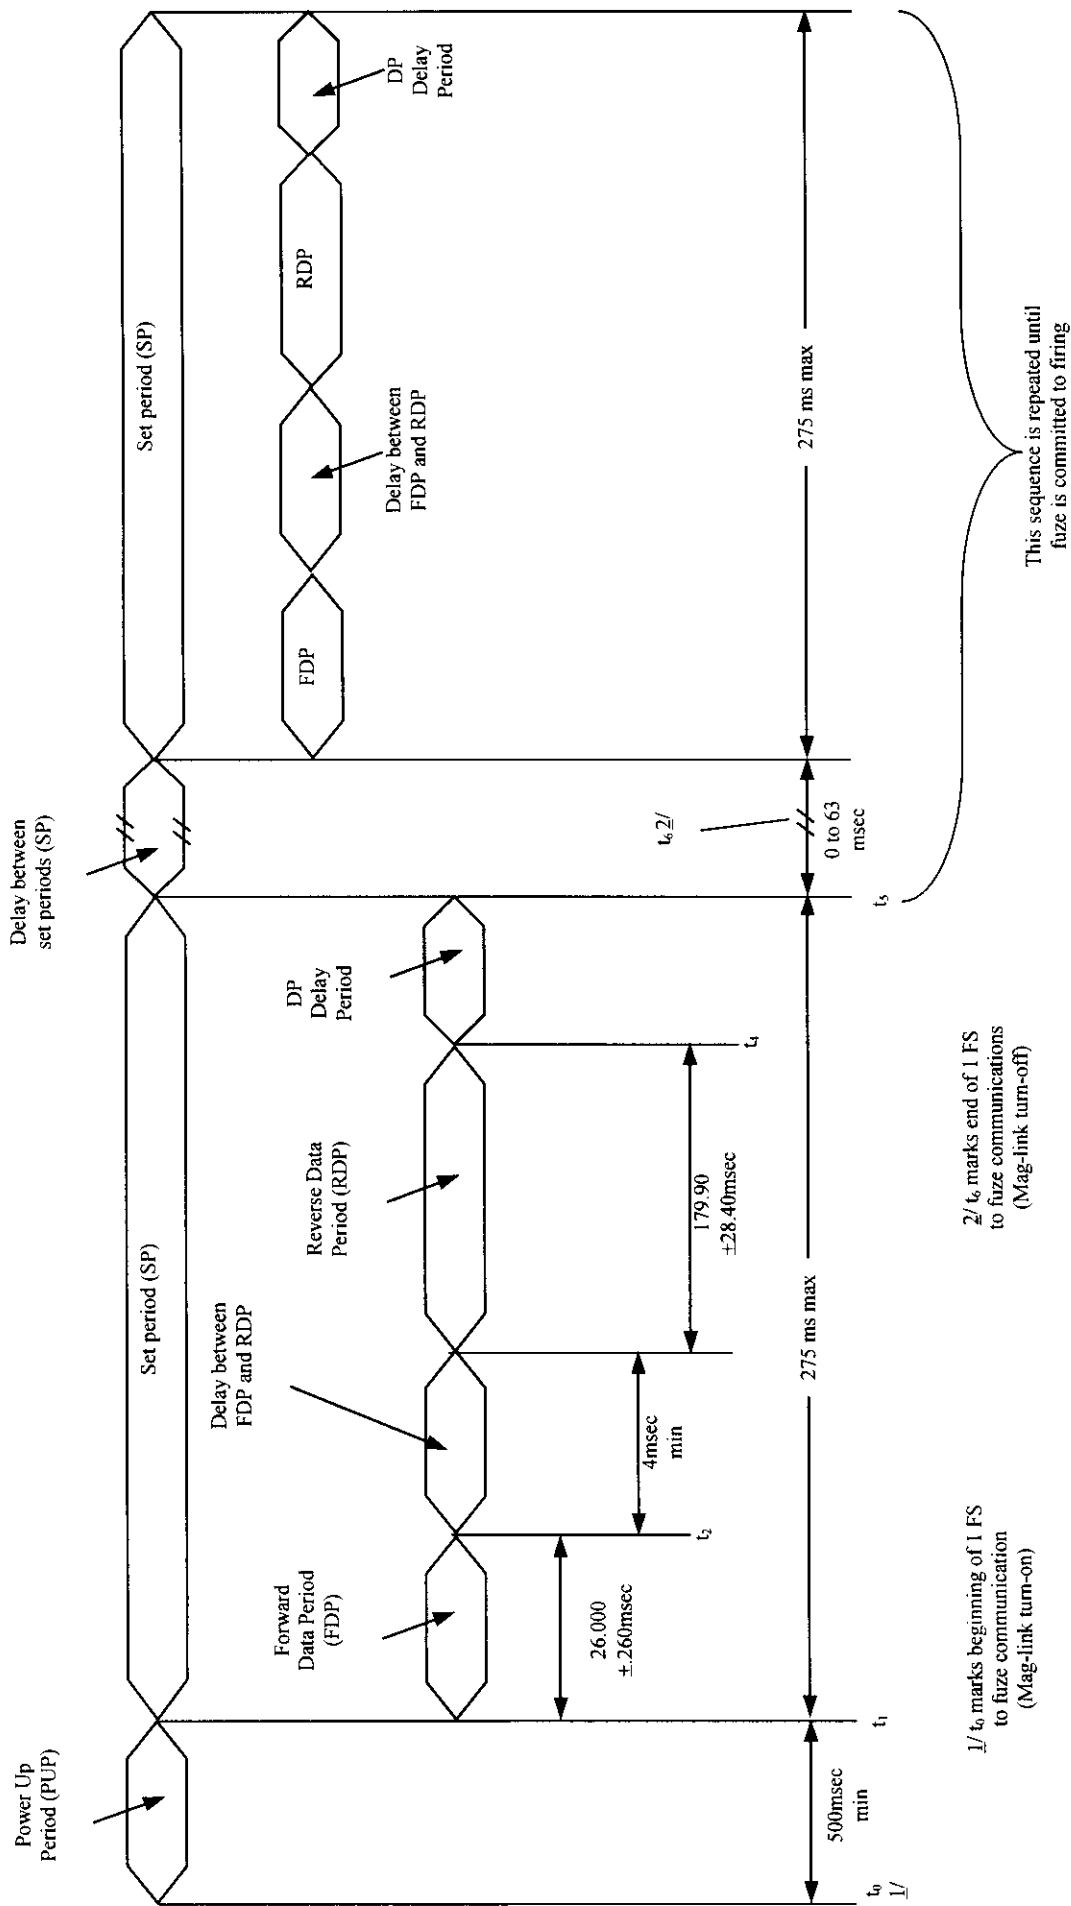 Power Up
Period (PUP)
Set period (SP)
Delay between
set periods (SP)
Set period (SP)
Forward
Data Period
(FDP)
Delay between
FDP and RDP
Reverse Data
Period (RDP)
DP
Delay
Period
FDP
Delay between
FDP and RDP
RDP
DP
Delay
Period
26.000
±.260msec
t2
4msec
min
179.90
±28.40msec
t4
500msec
min
275 ms max
t6 2/
0 to 63
msec
275 ms max
t0
1/
t1
t5
1/ t0 marks beginning of 1 FS
to fuze communication
(Mag-link turn-on)
2/ t6 marks end of 1 FS
to fuze communications
(Mag-link turn-off)
This sequence is repeated until
fuze is committed to firing